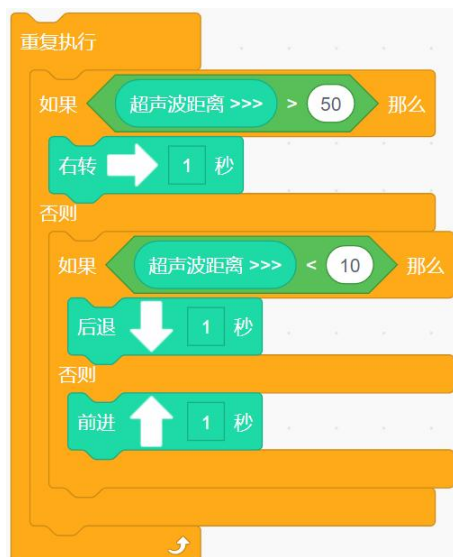 重复执行
如果 超声波距离 >>> > 50 那么
右转 1 秒
否则
如果 超声波距离 >>> < 10 那么
后退 1 秒
否则
前进 1 秒